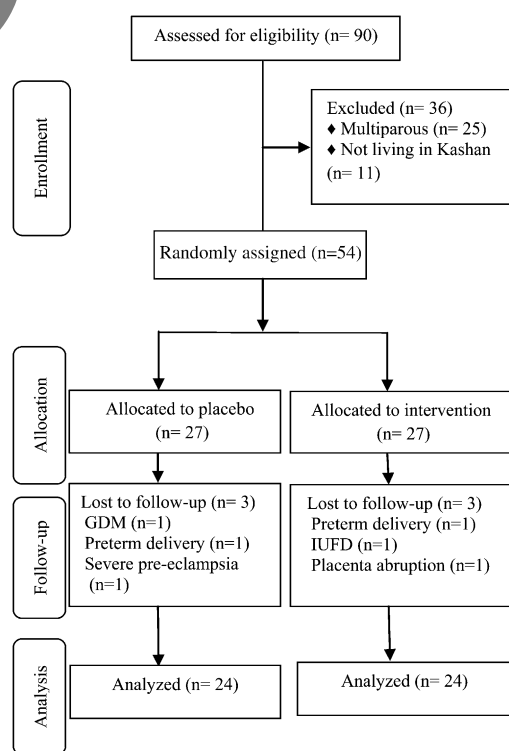 Assessed for eligibility (n= 90)
Enrollment
Excluded (n= 36)
♦ Multiparous (n= 25)
♦ Not living in Kashan
(n= 11)
Randomly assigned (n=54)
Allocation
Allocated to placebo
(n= 27)
Allocated to intervention
(n= 27)
Follow-up
Lost to follow-up (n= 3)
GDM (n=1)
Preterm delivery (n=1)
Severe pre-eclampsia
(n=1)
Lost to follow-up (n= 3)
Preterm delivery (n=1)
IUFD (n=1)
Placenta abruption (n=1)
Analysis
Analyzed (n= 24)
Analyzed (n= 24)